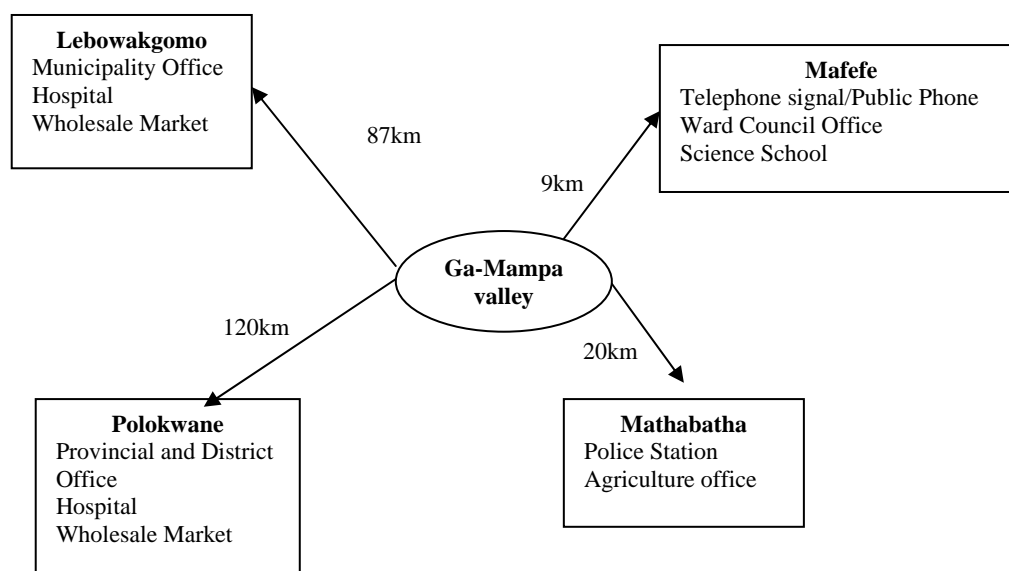 Lebowakgomo
Municipality Office
Hospital
Wholesale Market
87km
Mafefe
Telephone signal/Public Phone
Ward Council Office
Science School
9km
Ga-Mampa
valley
120km
20km
Polokwane
Provincial and District
Office
Hospital
Wholesale Market
Mathabatha
Police Station
Agriculture office